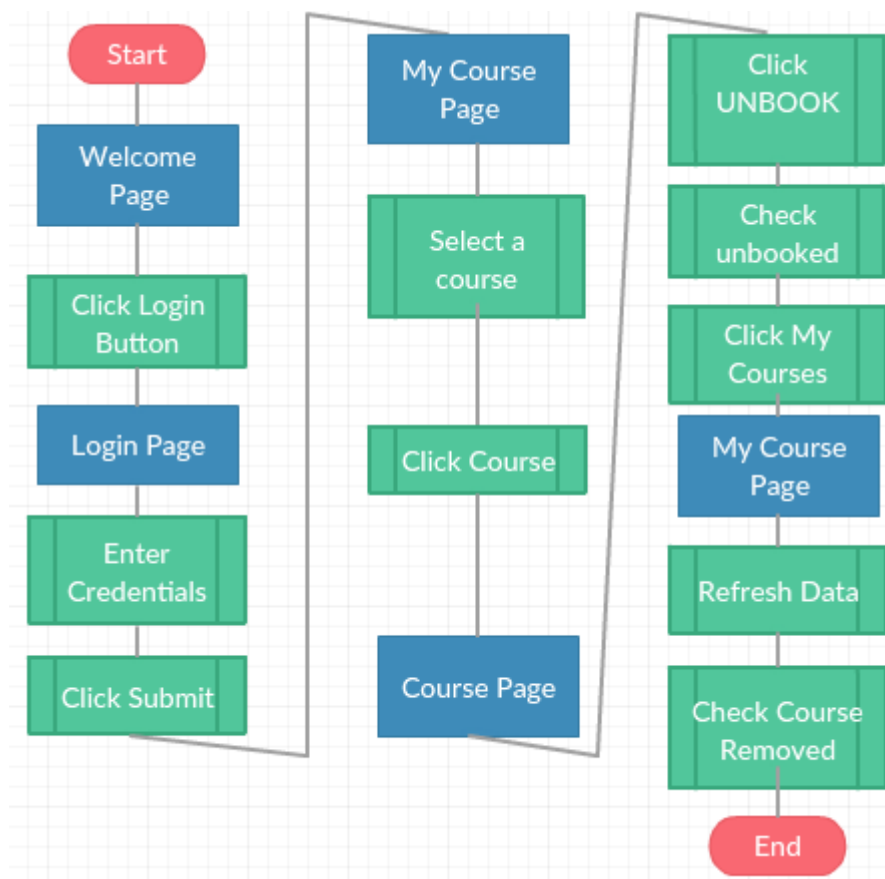 Start
Welcome
Page
Click Login
Button
Login Page
Enter
Credentials
Click Submit
My Course
Page
Select a
course
Click Course
Course Page
Click
UNBOOK
Check
unbooked
Click My
Courses
My Course
Page
Refresh Data
Check Course
Removed
End